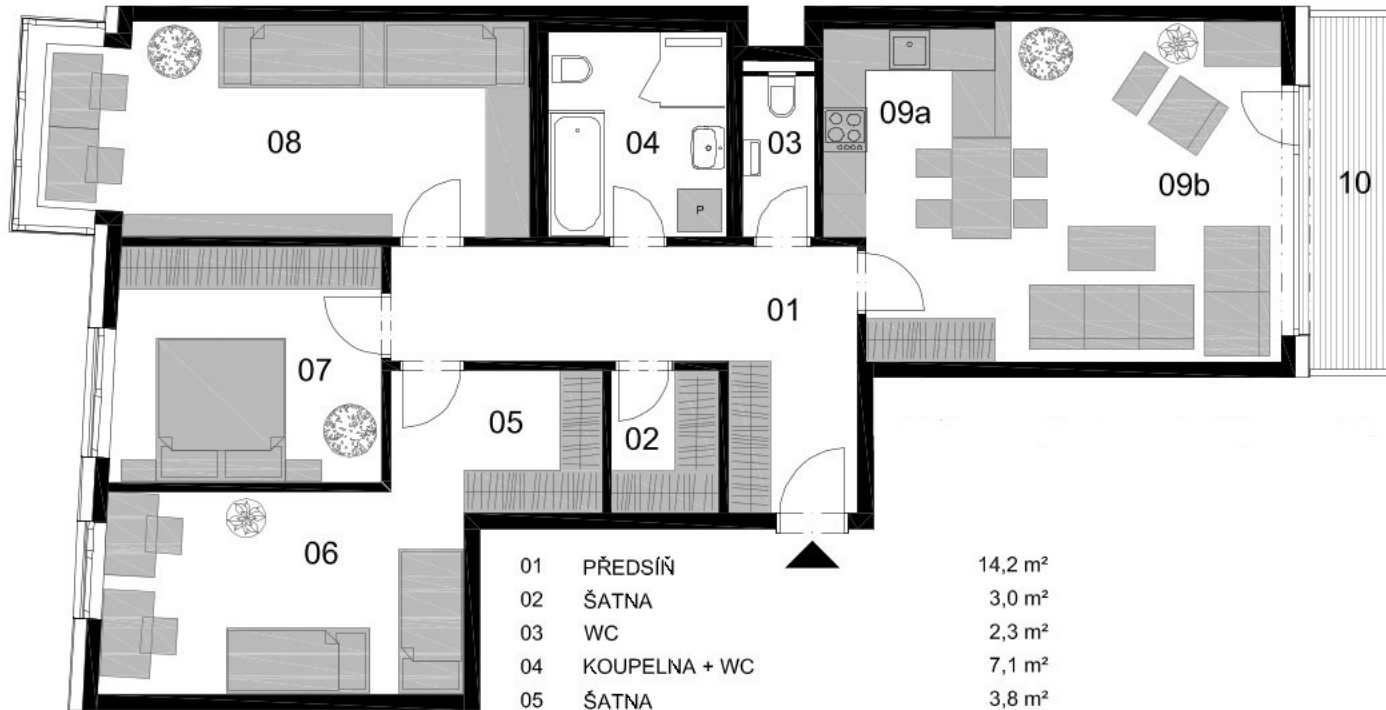 08
04
03
09a
09b
10
P
01
07
05
02
06
01 PŘEDSÍŇ 14,2 m²
02 ŠATNA 3,0 m²
03 WC 2,3 m²
04 KOUPELNA + WC 7,1 m²
05 ŠATNA 3,8 m²